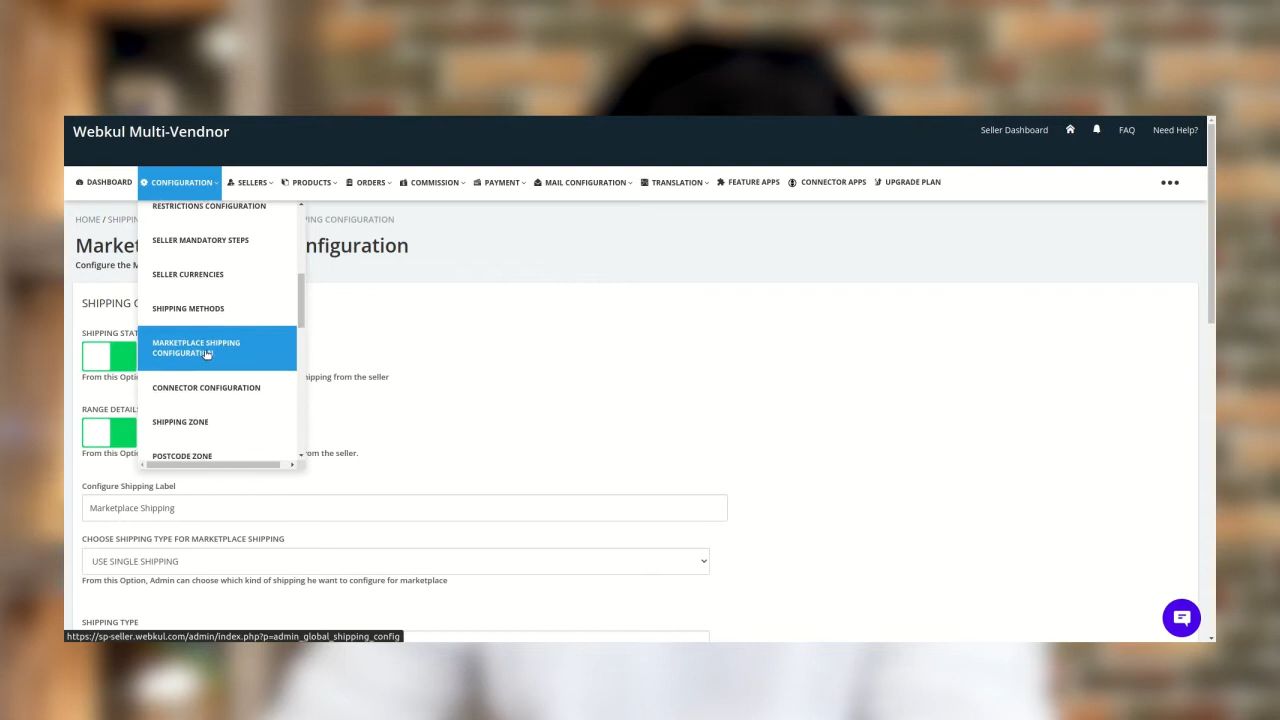 Webkul Multi-Vendnor
Seller Dashboard FAQ Need Help?
DASHBOARD CONFIGURATION SELLERS PRODUCTS ORDERS COMMISSION PAYMENT MAIL CONFIGURATION TRANSLATION FEATURE APPS CONNECTOR APPS UPGRADE PLAN
HOME / SHIPPIN
ING CONFIGURATION
Market
nfiguration
Configure the M
RESTRICTIONS CONFIGURATION
SELLER MANDATORY STEPS
SELLER CURRENCIES
SHIPPING METHODS
MARKETPLACE SHIPPING
CONFIGURATION
CONNECTOR CONFIGURATION
SHIPPING ZONE
POSTCODE ZONE
SHIPPING C
SHIPPING STAT
From this Optio
hipping from the seller
RANGE DETAILS
From this Optio
om the seller.
Configure Shipping Label
Marketplace Shipping
CHOOSE SHIPPING TYPE FOR MARKETPLACE SHIPPING
USE SINGLE SHIPPING
From this Option, Admin can choose which kind of shipping he want to configure for marketplace
SHIPPING TYPE
https://sp-seller.webkul.com/admin/index.php?p=admin_global_shipping_config